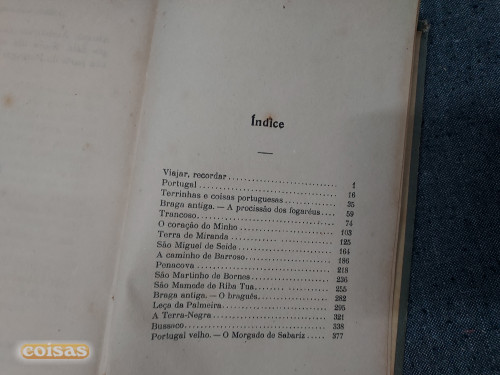 Índice
Viajar, recordar 1
Portugal 16
Terrinhas e coisas portuguesas 35
Braga antiga. — A procissão dos fogaréus 59
Trancoso 74
O coração do Minho 103
Terra de Miranda 125
São Miguel de Seide 164
A caminho de Barroso 186
Penacova 218
São Martinho de Bornes 236
São Mamede de Riba Tua 255
Braga antiga. — O braguês 282
Leça da Palmeira 295
A Terra-Negra 321
Bussaco 338
Portugal velho. — O Morgado de Sabariz 377
coisas